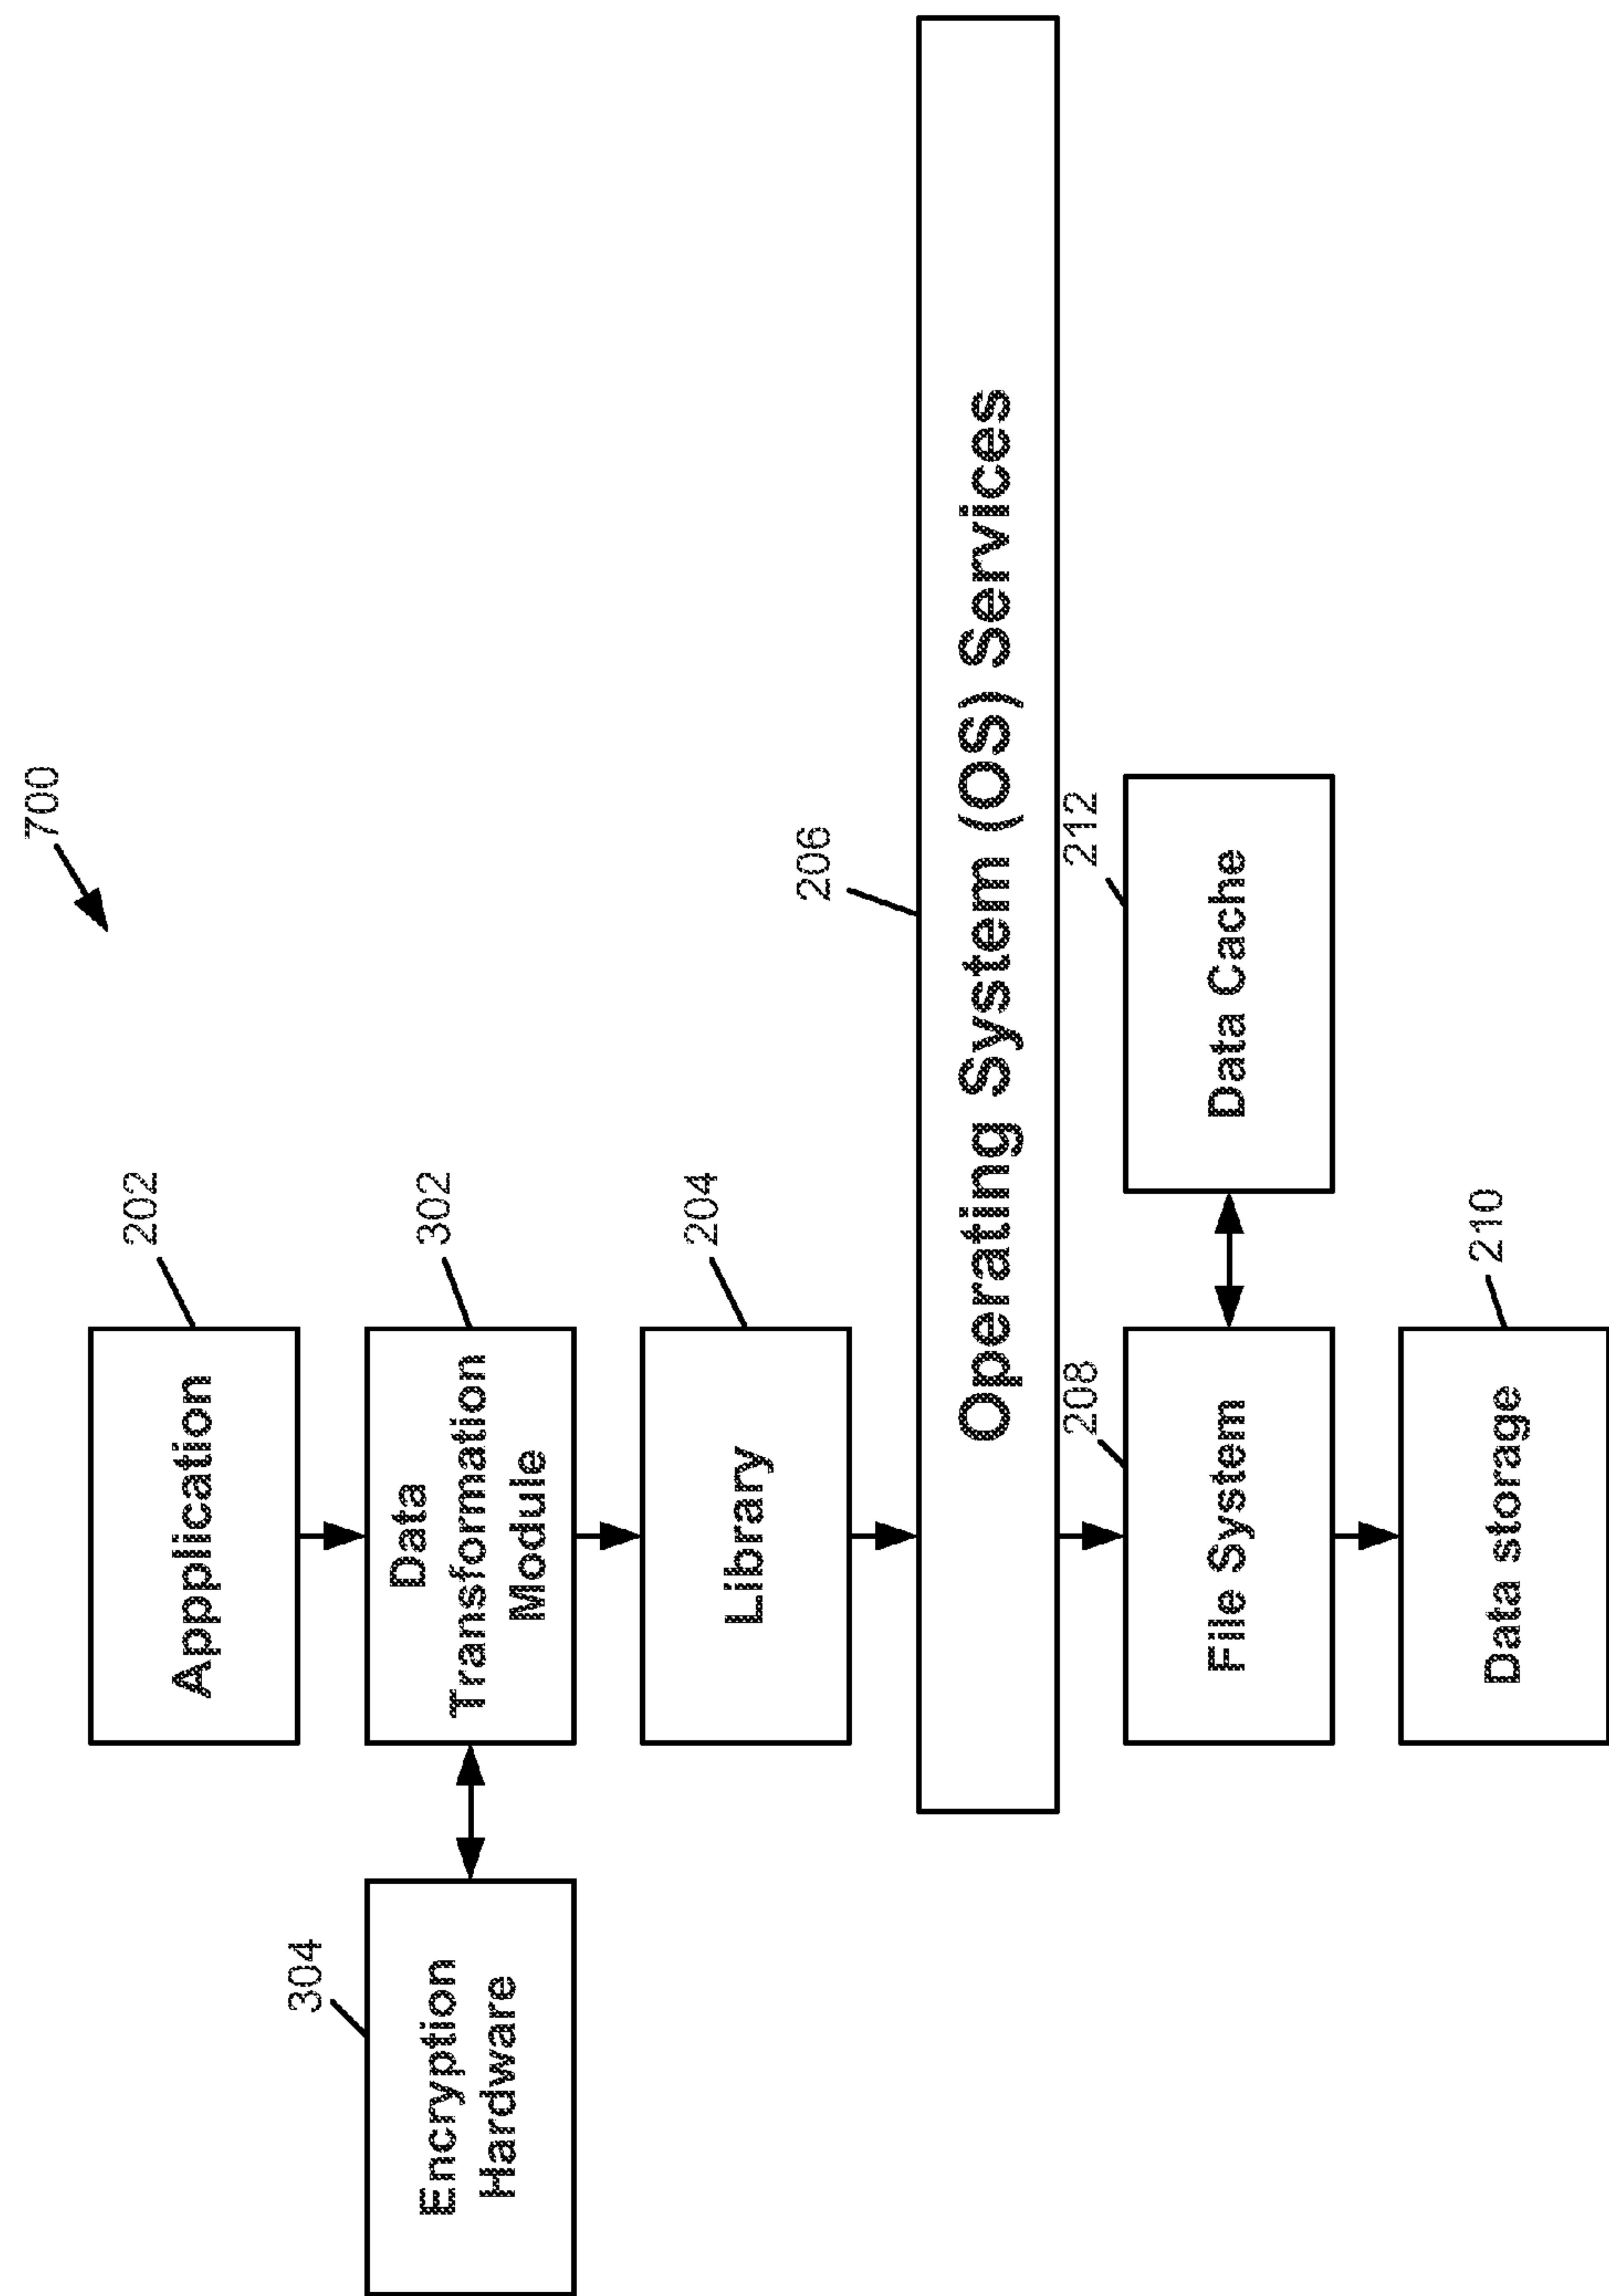 700
202
Application
302
Data
Transformation
Module
304
Encryption
Hardware
204
Library
206
Operating System (OS) Services
208
File System
212
Data Cache
210
Data storage